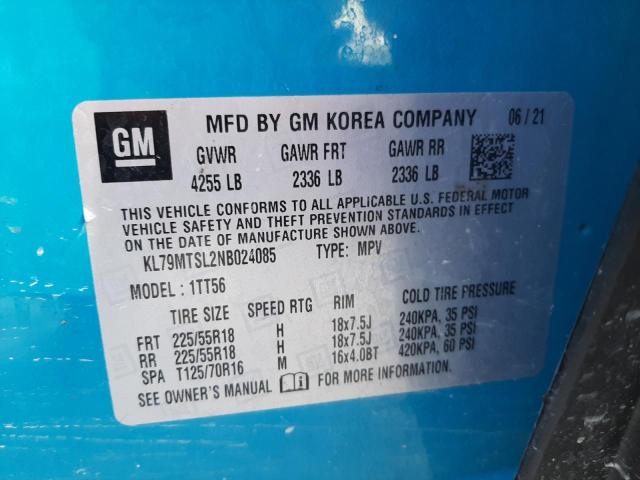 GM MFD BY GM KOREA COMPANY 06/21
GVWR GAWR FRT GAWR RR
4255 LB 2336 LB 2336 LB
THIS VEHICLE CONFORMS TO ALL APPLICABLE U.S. FEDERAL MOTOR
VEHICLE SAFETY AND THEFT PREVENTION STANDARDS IN EFFECT
ON THE DATE OF MANUFACTURE SHOWN ABOVE.
KL79MTSL2NB024085 TYPE: MPV
MODEL: 1TT56
TIRE SIZE SPEED RTG RIM COLD TIRE PRESSURE
FRT 225/55R18 H 18x7.5J 240KPA, 35 PSI
RR 225/55R18 H 18x7.5J 240KPA, 35 PSI
SPA T125/70R16 M 16x4.0BT 420KPA, 60 PSI
SEE OWNER'S MANUAL FOR MORE INFORMATION.